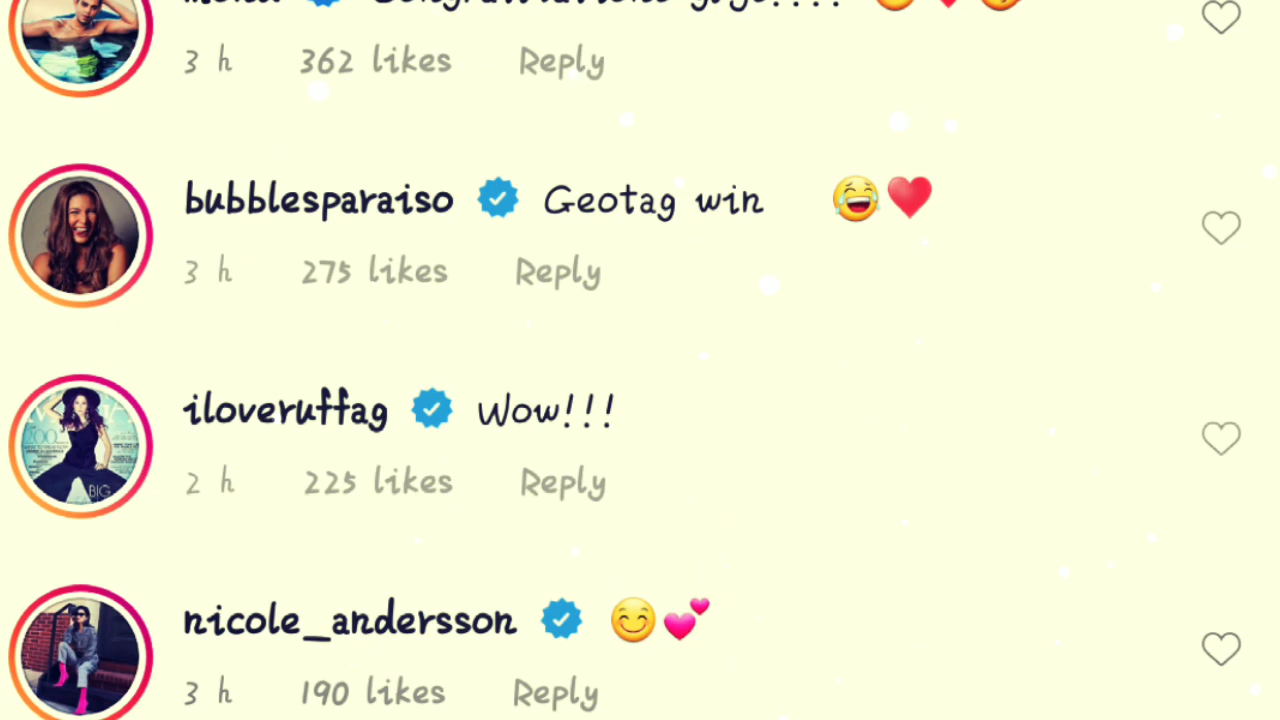 3 h 362 likes Reply
bubblesparaiso Geotag win 😂❤️
3 h 275 likes Reply
iloveruffag Wow!!!
2 h 225 likes Reply
BIG
nicole_andersson 😊💕
3 h 190 likes Reply